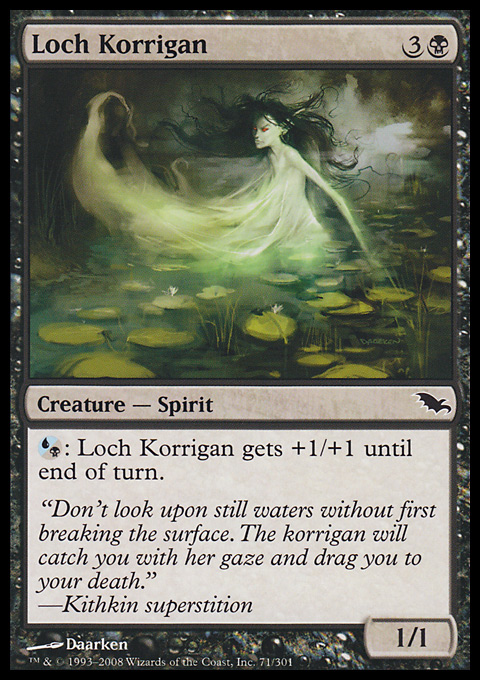 Loch Korrigan 3
DAARKEN
Creature — Spirit
: Loch Korrigan gets +1/+1 until
end of turn.
“Don’t look upon still waters without first
breaking the surface. The korrigan will
catch you with her gaze and drag you to
your death.”
—Kithkin superstition
Daarken
™ & © 1993–2008 Wizards of the Coast, Inc. 71/301
1/1